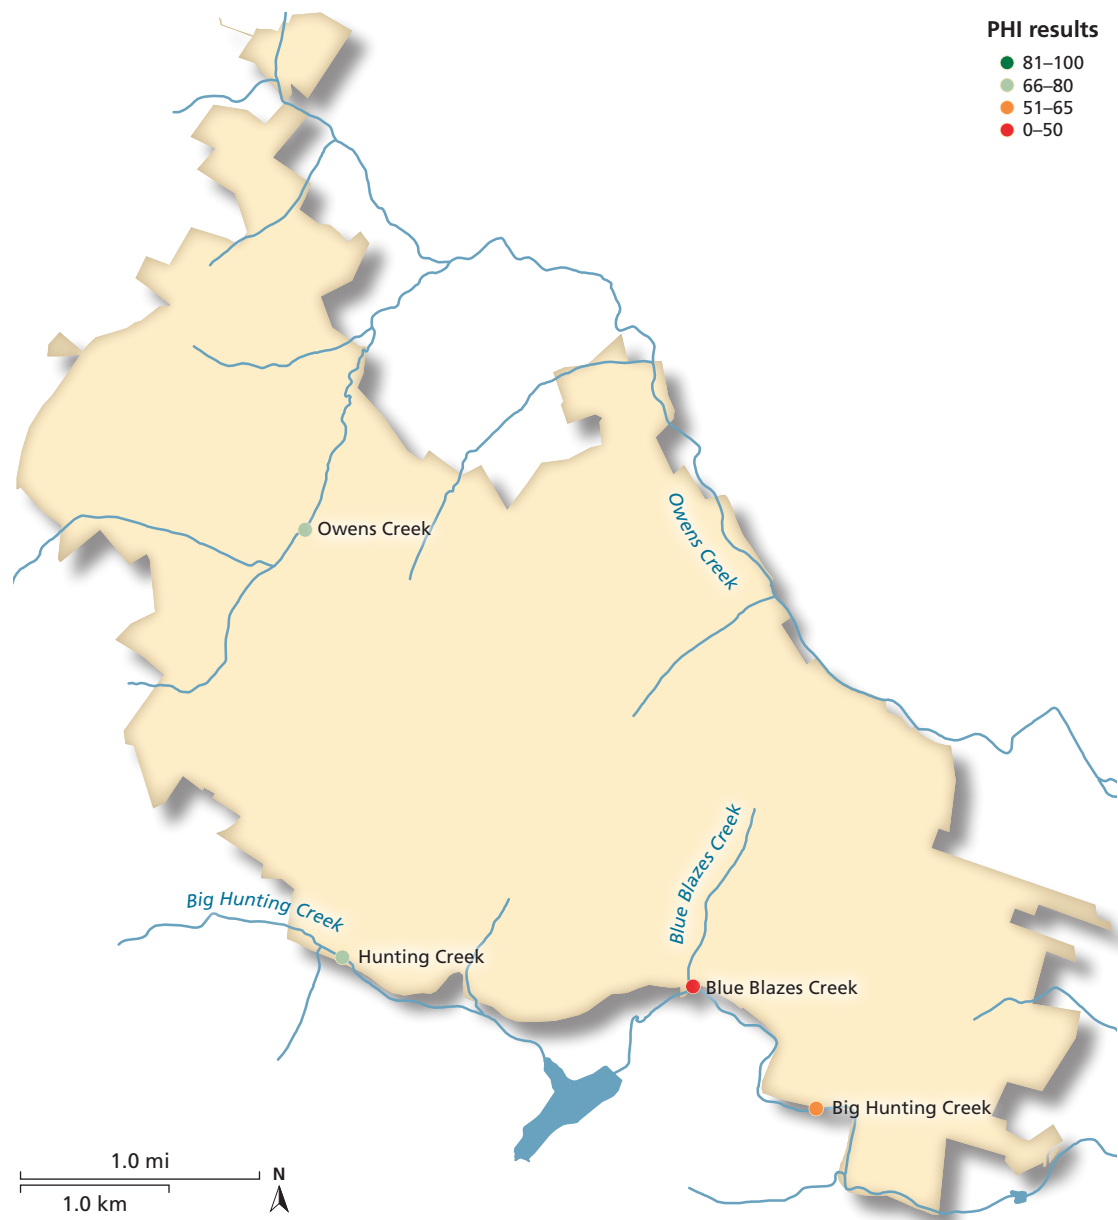 PHI results
81–100
66–80
51–65
0–50
Owens Creek
Owens Creek
Blue Blazes Creek
Big Hunting Creek
Hunting Creek
Blue Blazes Creek
Big Hunting Creek
1.0 mi
N
1.0 km